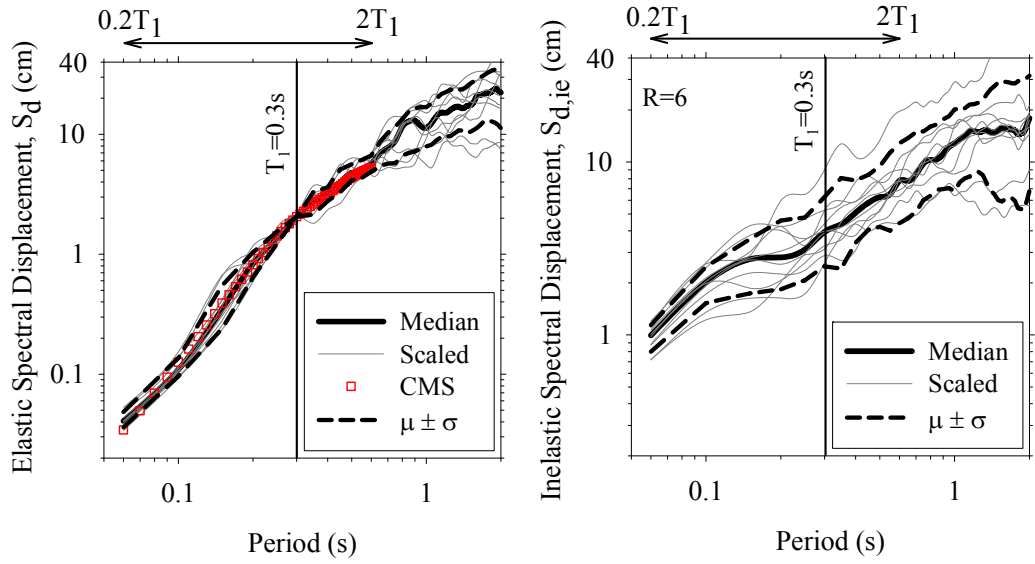 0.2T1
2T1
Elastic Spectral Displacement, Sd (cm)
40
10
1
0.1
T1=0.3s
Median
Scaled
CMS
μ ± σ
0.1
1
Period (s)
0.2T1
2T1
Inelastic Spectral Displacement, Sd,ie (cm)
40
10
1
R=6
T1=0.3s
Median
Scaled
μ ± σ
0.1
1
Period (s)